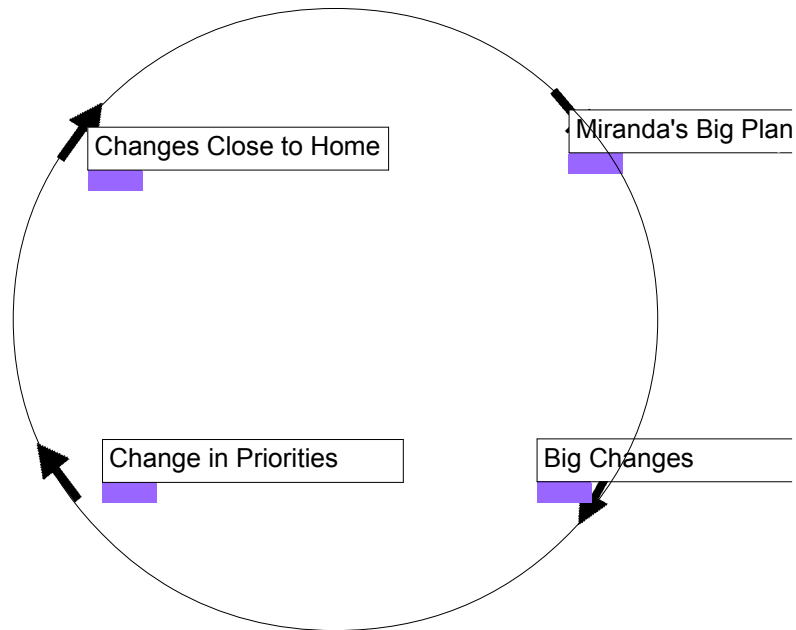 Changes Close to Home
Miranda's Big Plan
Change in Priorities
Big Changes